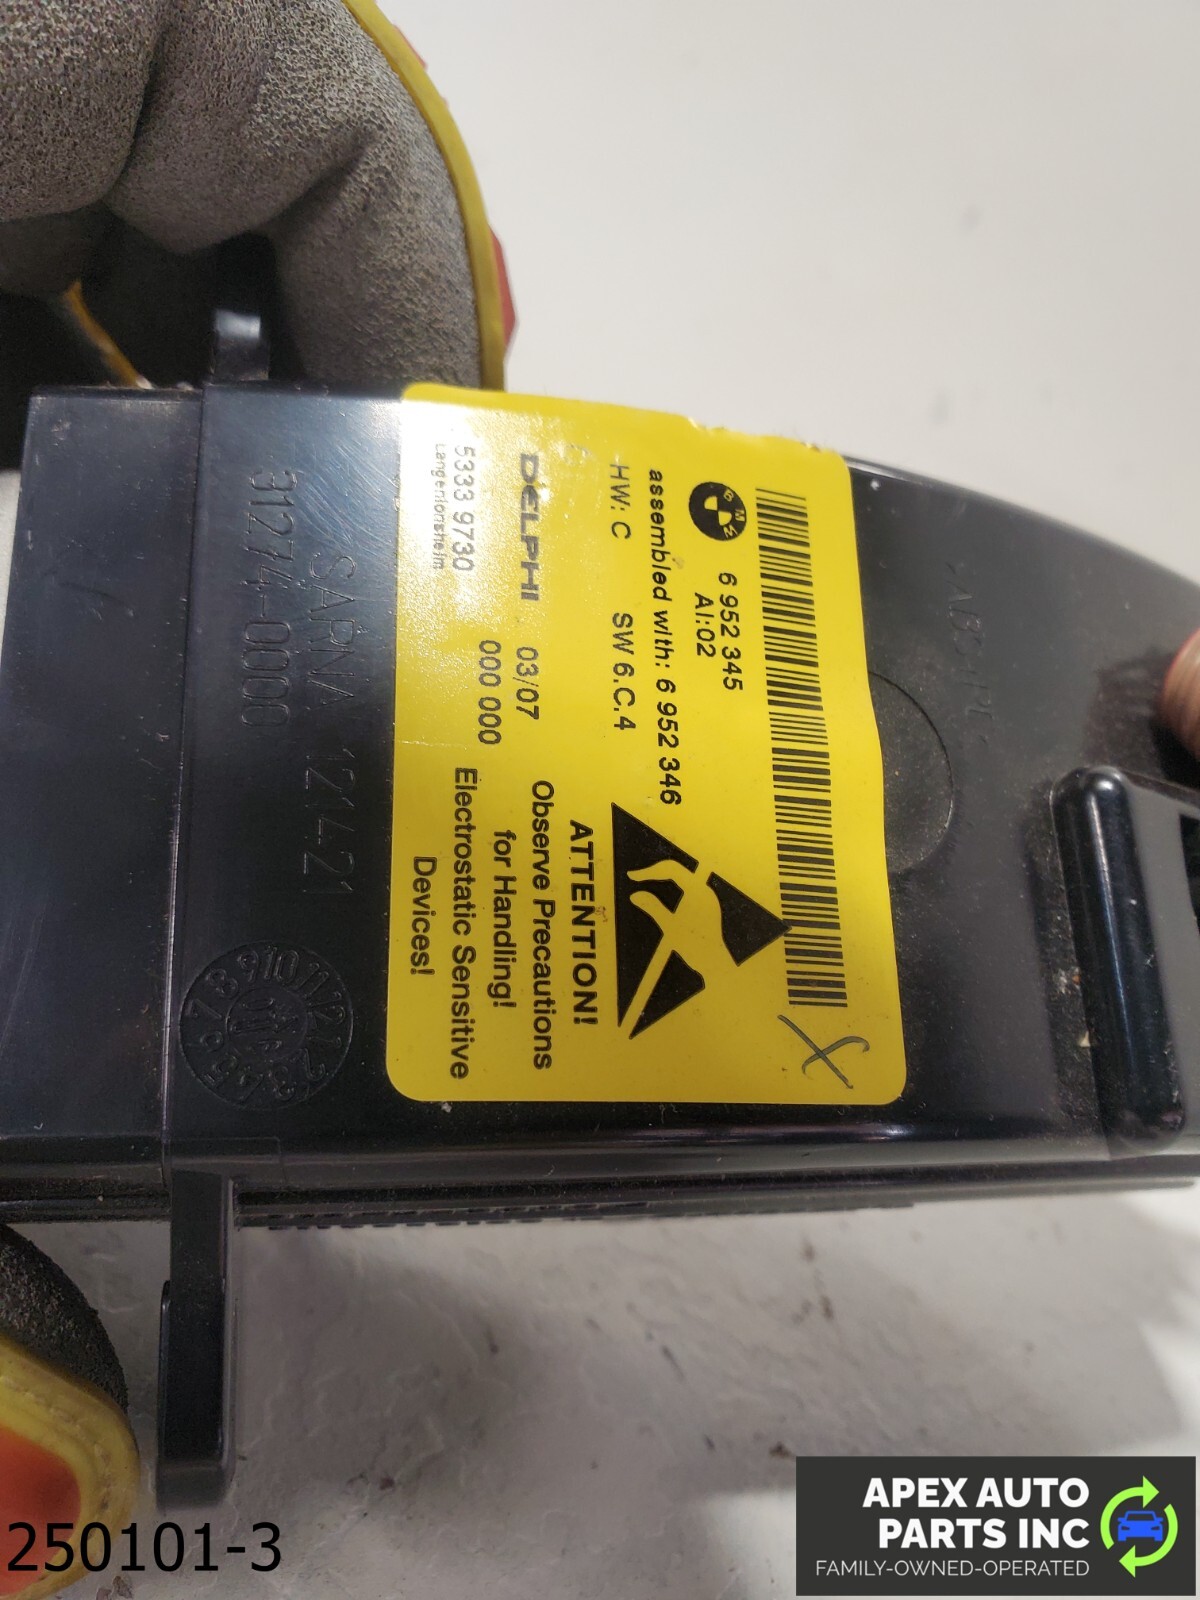 6 952 345
AI:02
assembled with: 6 952 346
HW: C SW 6.C.4
DELPHI 03/07
5333 9730 000 000
Langenlonsheim
ATTENTION!
Observe Precautions
for Handling!
Electrostatic Sensitive
Devices!
SARNA 121421
31274-0000
250101-3
APEX AUTO
PARTS INC
FAMILY-OWNED-OPERATED